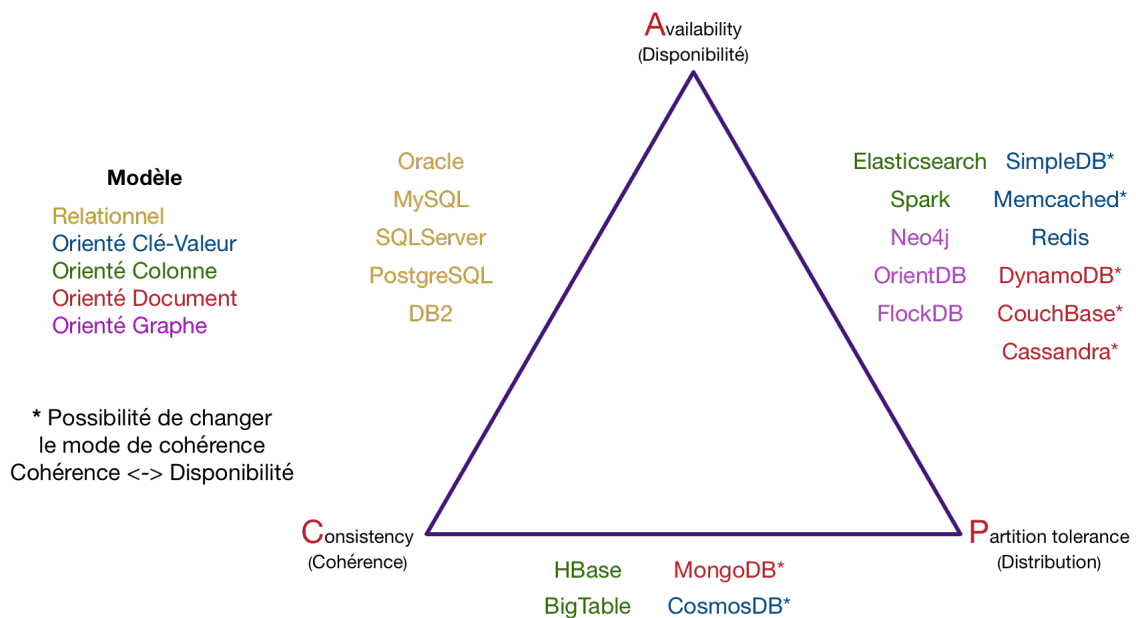 Availability
(Disponibilité)
Modèle
Relationnel
Orienté Clé-Valeur
Orienté Colonne
Orienté Document
Orienté Graphe
* Possibilité de changer
le mode de cohérence
Cohérence <-> Disponibilité
Oracle
MySQL
SQLServer
PostgreSQL
DB2
Elasticsearch SimpleDB*
Spark Memcached*
Neo4j Redis
OrientDB DynamoDB*
FlockDB CouchBase*
Cassandra*
Consistency
(Cohérence)
Partition tolerance
(Distribution)
HBase MongoDB*
BigTable CosmosDB*